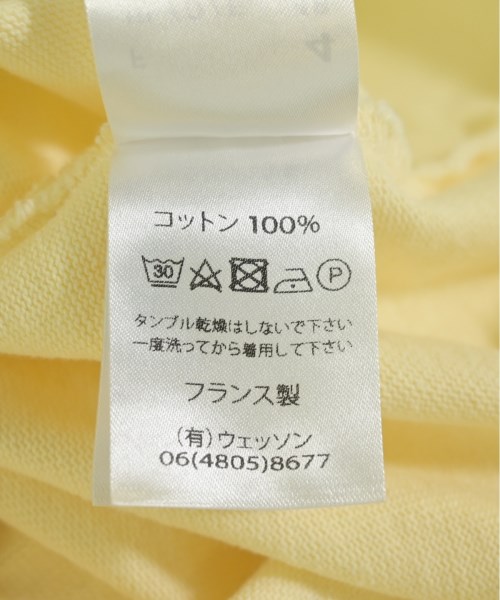 コットン 100%
30 P
タンブル乾燥はしないで下さい
一度洗ってから着用して下さい
フランス製
(有)ウェッソン
06(4805)8677